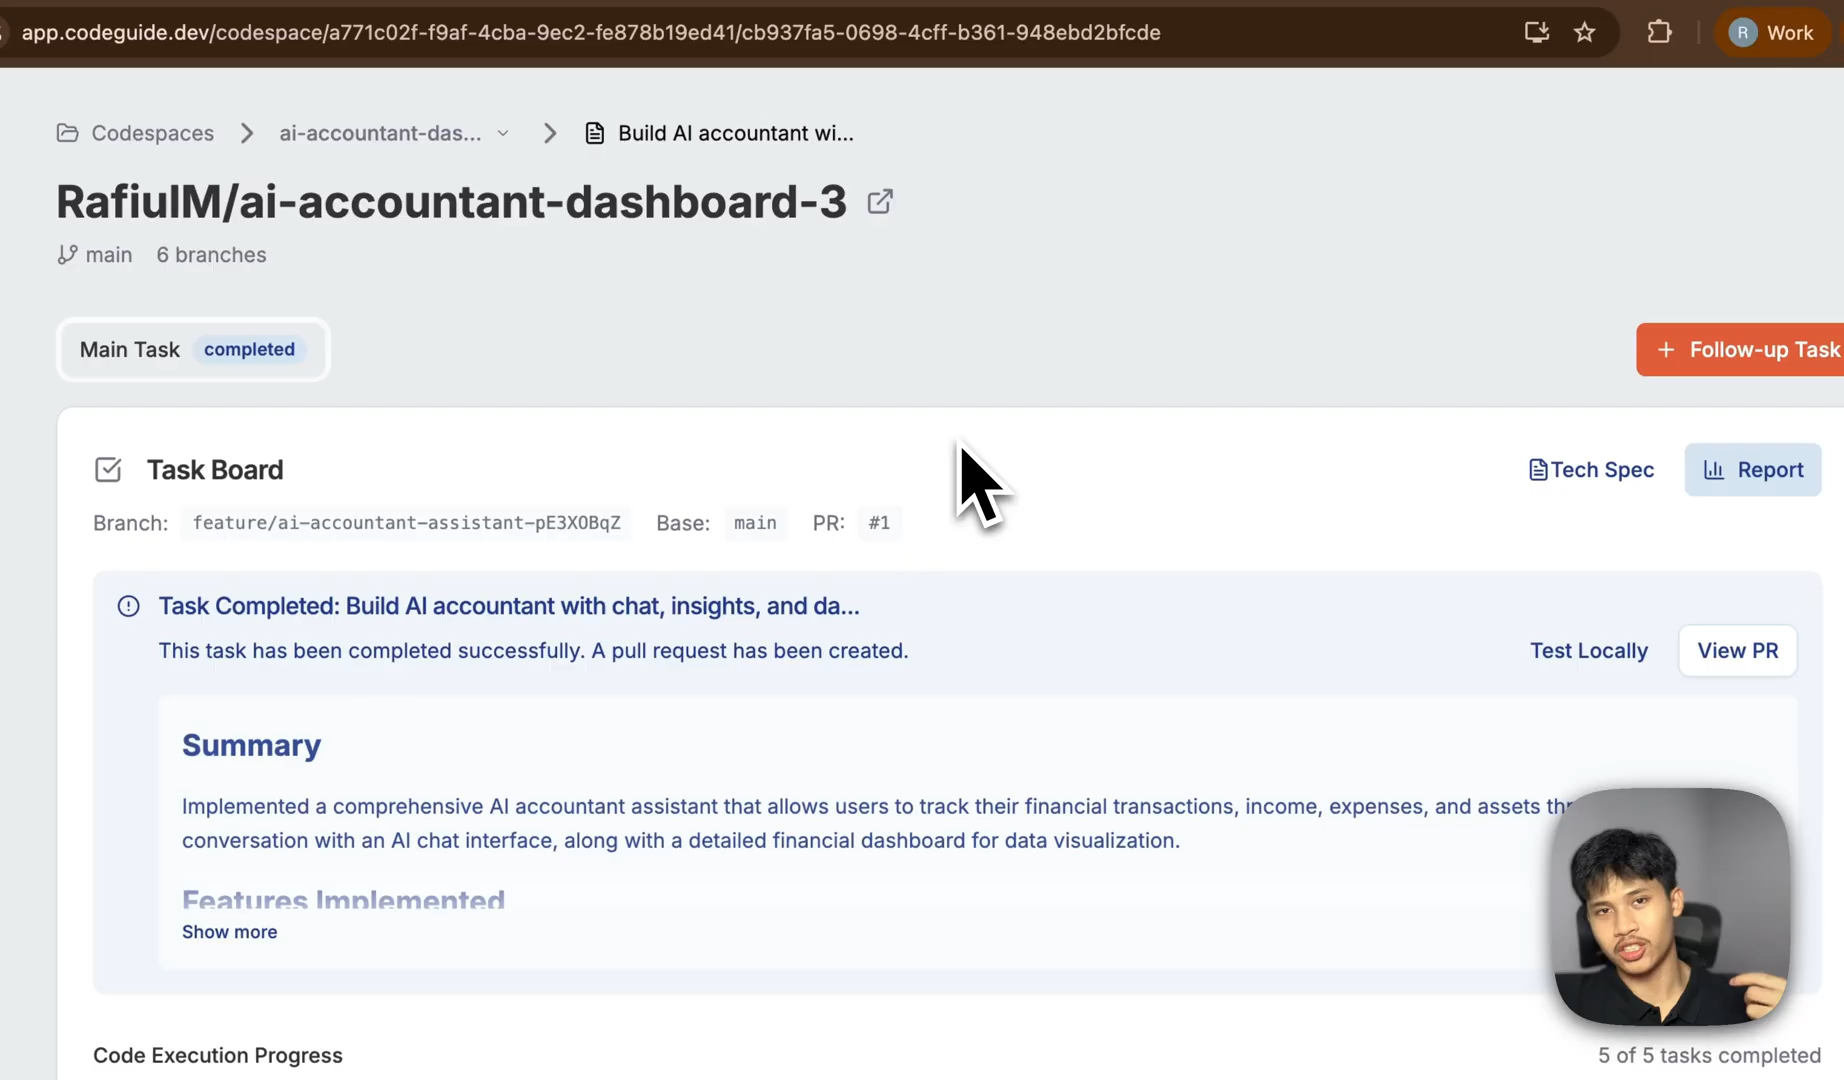 app.codeguide.dev/codespace/a771c02f-f9af-4cba-9ec2-fe878b19ed41/cb937fa5-0698-4cff-b361-948ebd2bfcde
R Work
Codespaces
ai-accountant-das...
Build AI accountant wi...
RafiulM/ai-accountant-dashboard-3
main 6 branches
Main Task completed
+ Follow-up Task
Task Board
Tech Spec
Report
Branch: feature/ai-accountant-assistant-pE3XOBqZ Base: main PR: #1
Task Completed: Build AI accountant with chat, insights, and da...
This task has been completed successfully. A pull request has been created.
Test Locally
View PR
Summary
Implemented a comprehensive AI accountant assistant that allows users to track their financial transactions, income, expenses, and assets
conversation with an AI chat interface, along with a detailed financial dashboard for data visualization.
Features Implemented
Show more
Code Execution Progress
5 of 5 tasks completed